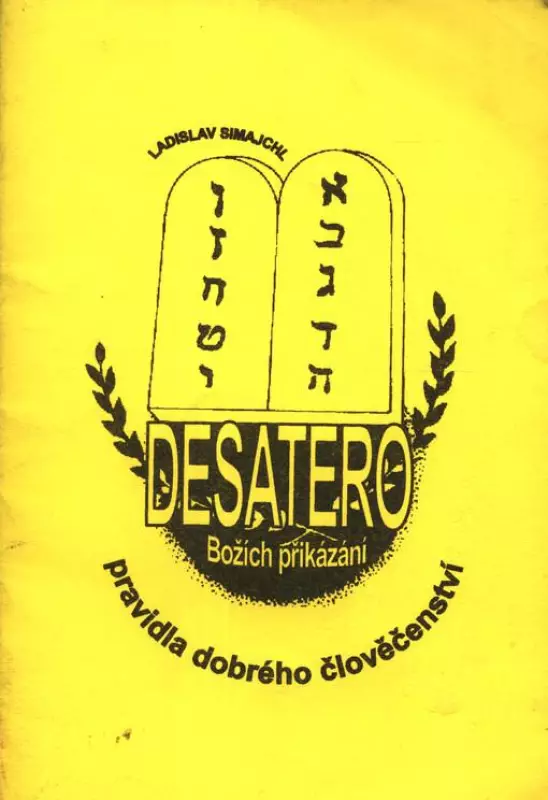 LADISLAV SIMAJCHL
א
ב
ג
ד
ה
ו
ז
ח
ט
י
DESATERO
Božích přikázání
pravidla dobrého člověčenství